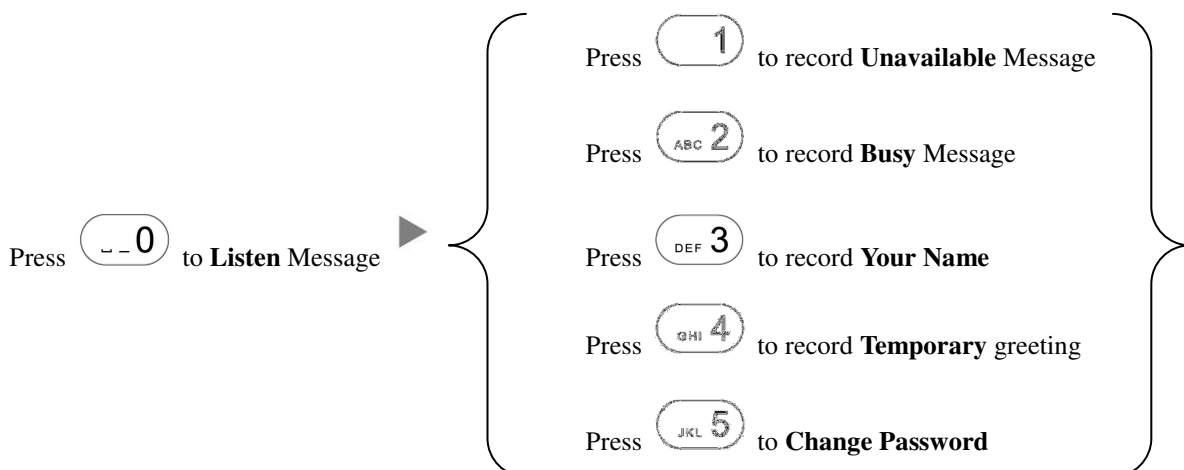 Press 1 to record Unavailable Message
Press ABC 2 to record Busy Message
Press _ _ 0 to Listen Message
Press DEF 3 to record Your Name
Press GHI 4 to record Temporary greeting
Press JKL 5 to Change Password